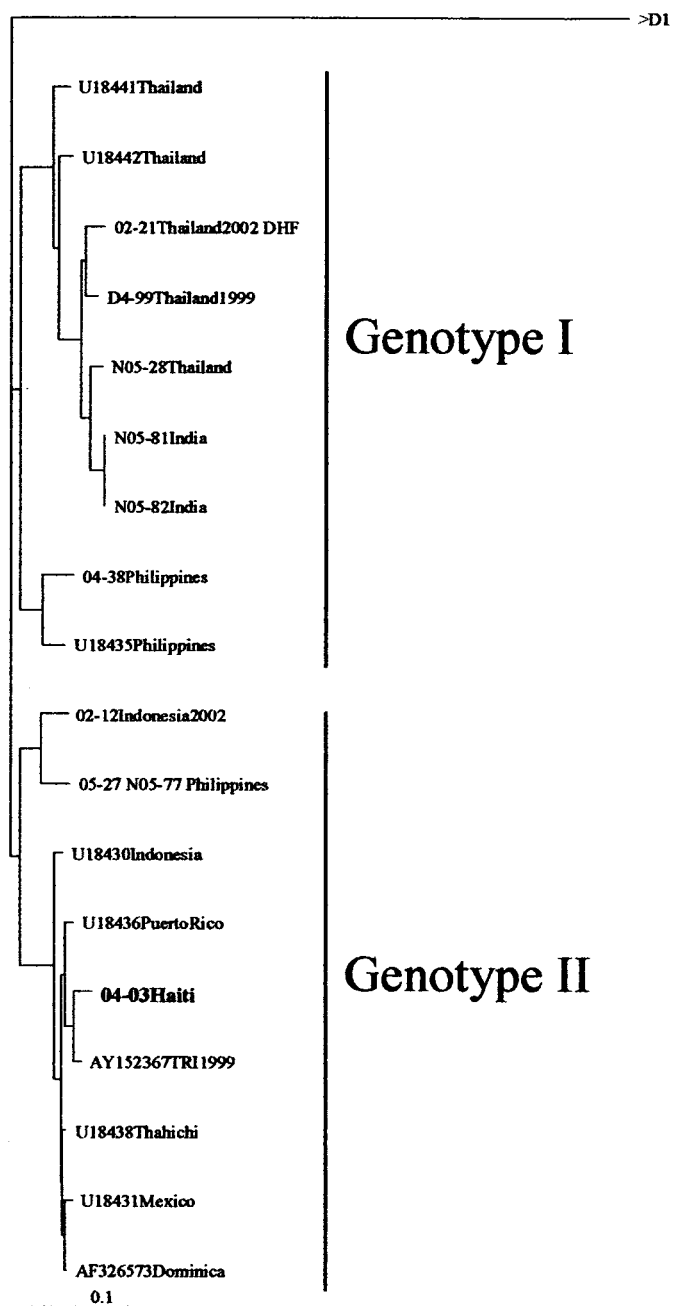 >D1
U18441Thailand
U18442Thailand
02-21Thailand2002 DHF
D4-99Thailand1999
Genotype I
N05-28Thailand
N05-81India
N05-82India
04-38Philippines
U18435Philippines
02-12Indonesia2002
05-27 N05-77 Philippines
U18430Indonesia
U18436PuertoRico
Genotype II
04-03Haiti
AY152367TRI1999
U18438Thahichi
U18431Mexico
AF326573Dominica
0.1